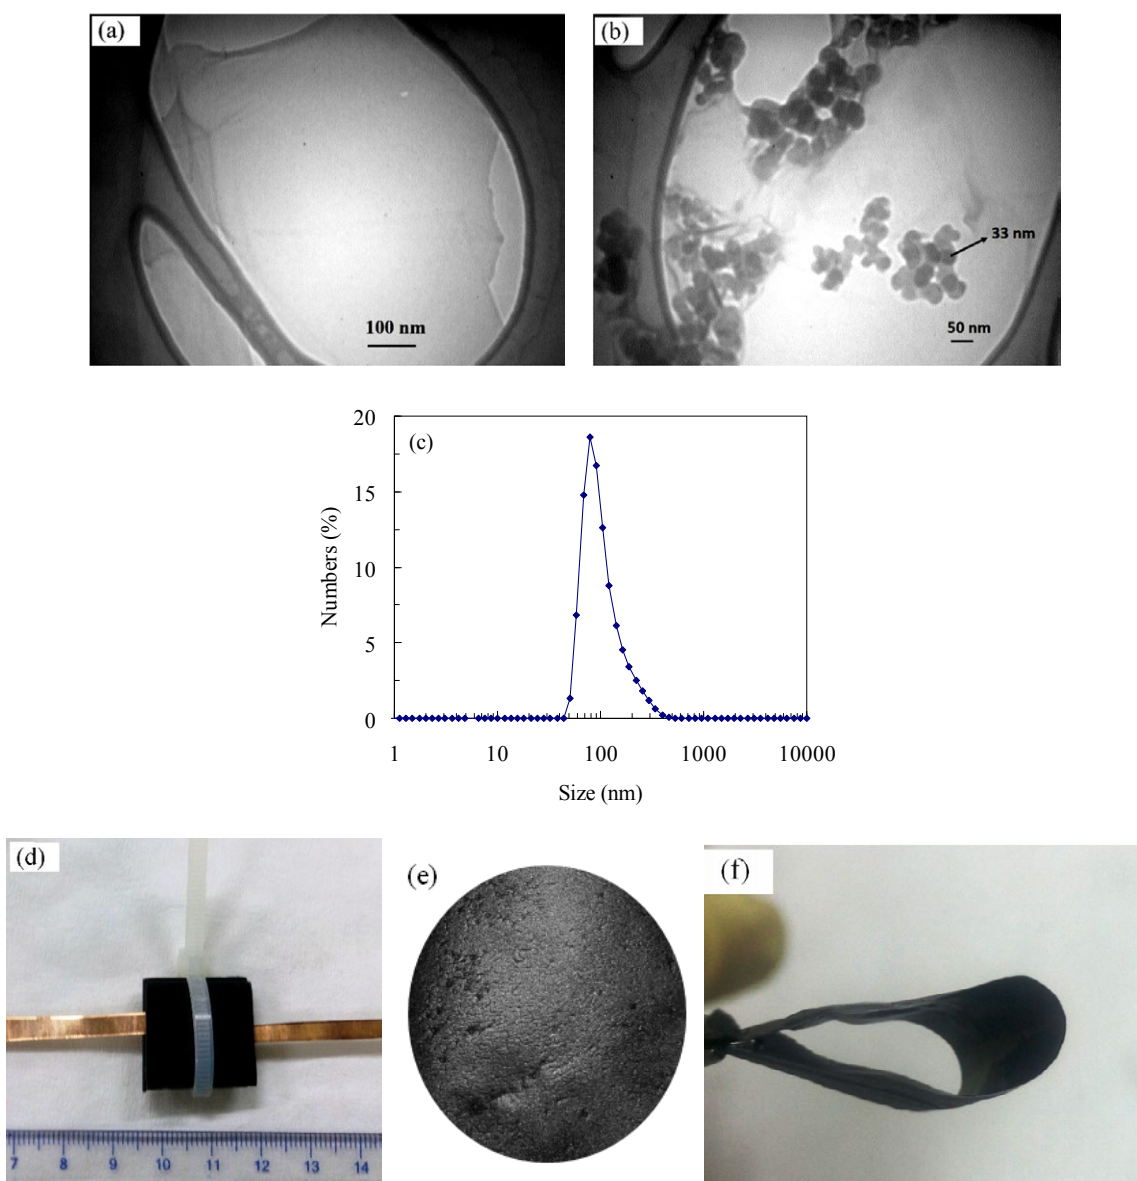 (a)
100 nm
(b)
33 nm
50 nm
(c)
20
15
10
5
0
Numbers (%)
1 10 100 1000 10000
Size (nm)
(d)
7 8 9 10 11 12 13 14
(e)
(f)